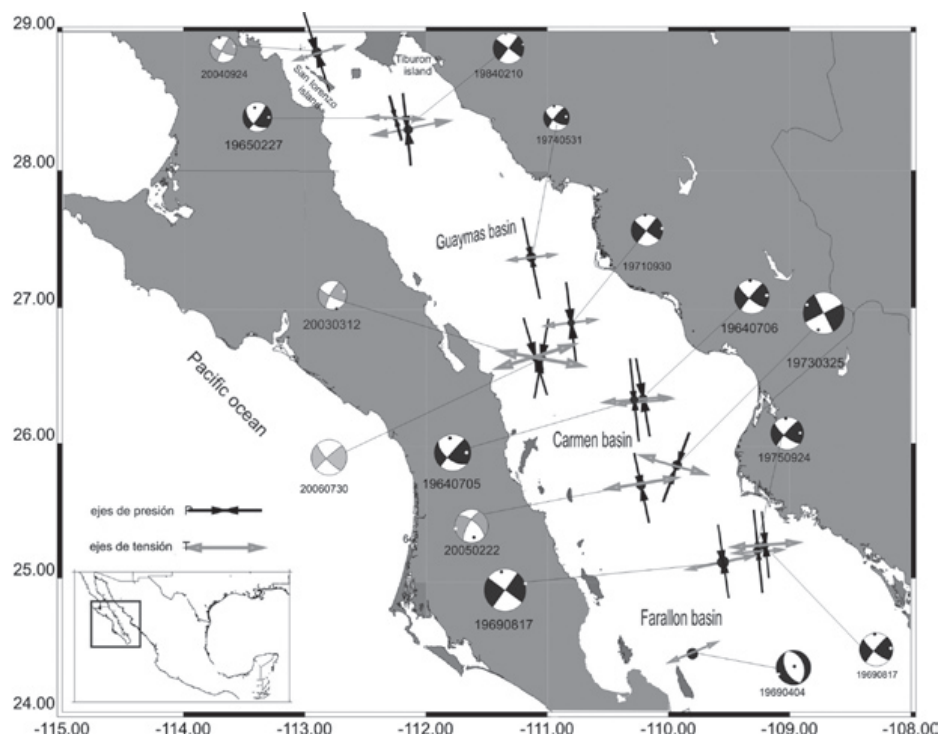 29.00
28.00
27.00
26.00
25.00
24.00
20040924
San lorenzo
island
Tiburon
island
19840210
19650227
19740531
Guaymas basin
19710930
20030312
19640706
19730325
Pacific ocean
Carmen basin
19640705
19750924
20060730
ejes de presión P
ejes de tensión T
20050222
19690817
Farallon basin
19690404
19690817
-115.00
-114.00
-113.00
-112.00
-111.00
-110.00
-109.00
-108.00